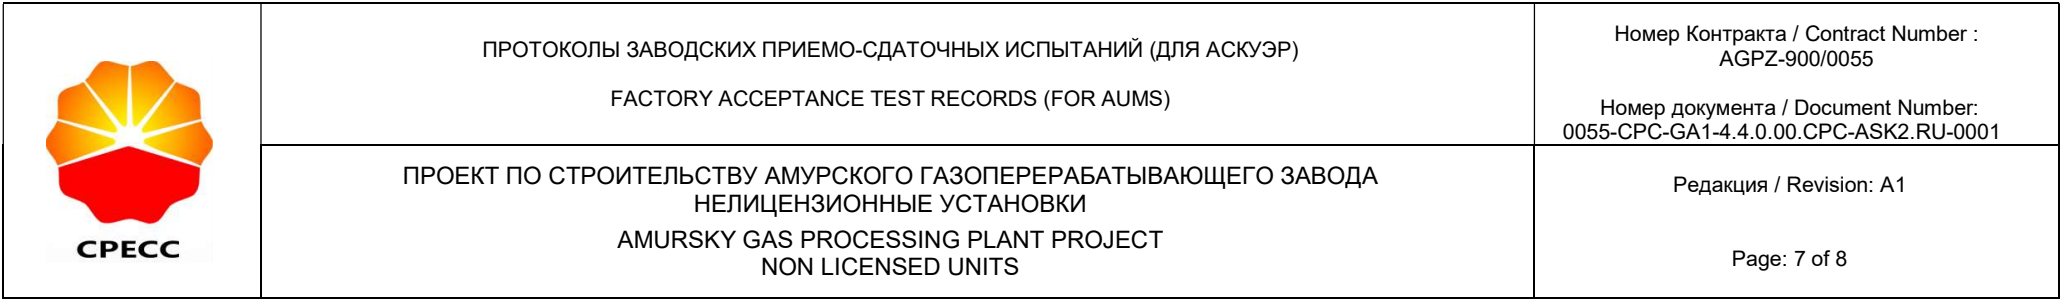 CPECC
ПРОТОКОЛЫ ЗАВОДСКИХ ПРИЕМО-СДАТОЧНЫХ ИСПЫТАНИЙ (ДЛЯ АСКУЭР)
FACTORY ACCEPTANCE TEST RECORDS (FOR AUMS)
Номер Контракта / Contract Number :
AGPZ-900/0055
Номер документа / Document Number:
0055-CPC-GA1-4.4.0.00.CPC-ASK2.RU-0001
ПРОЕКТ ПО СТРОИТЕЛЬСТВУ АМУРСКОГО ГАЗОПЕРЕРАБАТЫВАЮЩЕГО ЗАВОДА
НЕЛИЦЕНЗИОННЫЕ УСТАНОВКИ
AMURSKY GAS PROCESSING PLANT PROJECT
NON LICENSED UNITS
Редакция / Revision: A1
Page: 7 of 8